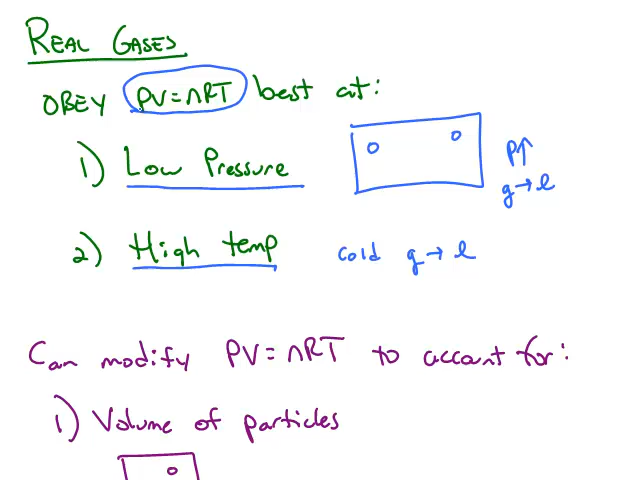 REAL GASES
OBEY PV=nRT best at:
1) Low Pressure
P↑
g→l
2) High temp cold g→l
Can modify PV=nRT to account for:
1) Volume of particles